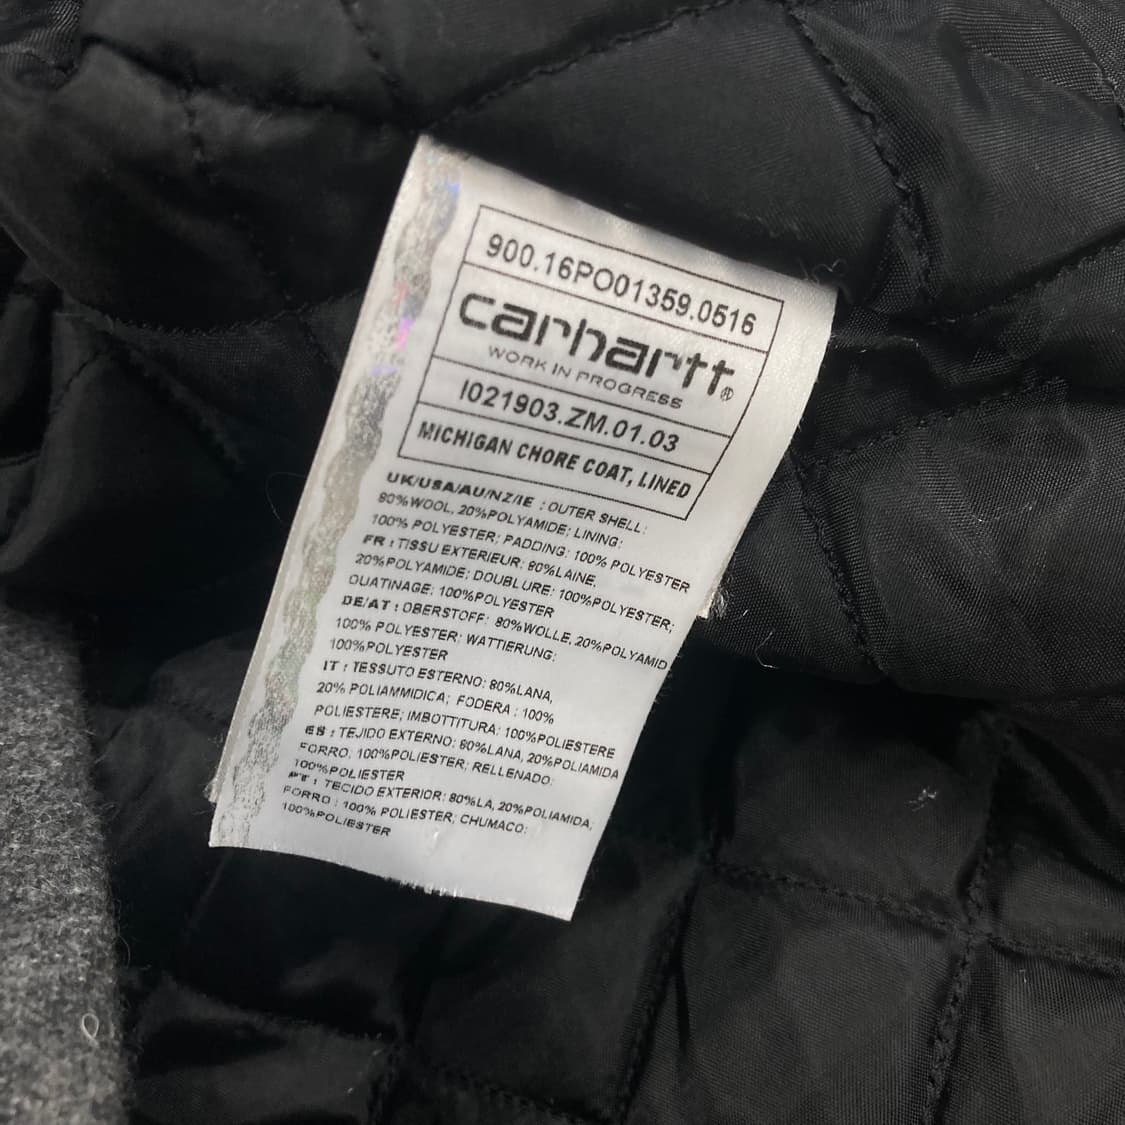 900.16PO01359.0516
carhartt®
WORK IN PROGRESS
I021903.ZM.01.03
MICHIGAN CHORE COAT, LINED
UK/USA/AU/NZ/IE : OUTER SHELL:
80%WOOL, 20%POLYAMIDE; LINING:
100% POLYESTER; PADDING: 100% POLYESTER
FR : TISSU EXTERIEUR: 80%LAINE,
20%POLYAMIDE; DOUBLURE: 100%POLYESTER;
OUATINAGE: 100%POLYESTER
DE/AT : OBERSTOFF: 80%WOLLE, 20%POLYAMID
100% POLYESTER; WATTIERUNG:
100%POLYESTER
IT : TESSUTO ESTERNO: 80%LANA,
20% POLIAMMIDICA; FODERA : 100%
POLIESTERE; IMBOTTITURA: 100%POLIESTERE
ES : TEJIDO EXTERNO: 80%LANA, 20%POLIAMIDA
FORRO: 100%POLIESTER; RELLENADO:
100%POLIESTER
PT : TECIDO EXTERIOR: 80%LA, 20%POLIAMIDA,
FORRO : 100% POLIESTER; CHUMACO:
100%POLIESTER